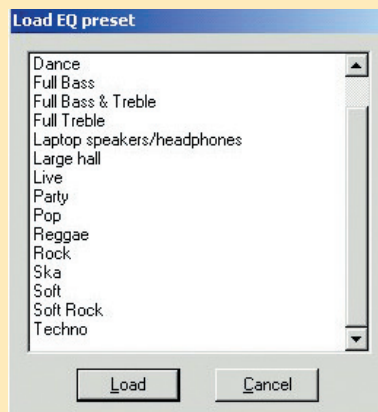 Load EQ preset
Dance
Full Bass
Full Bass & Treble
Full Treble
Laptop speakers/headphones
Large hall
Live
Party
Pop
Reggae
Rock
Ska
Soft
Soft Rock
Techno
Load
Cancel